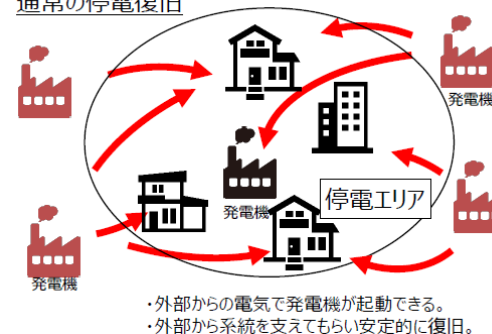 通常の停電復旧
発電機
停電エリア
発電機
発電機
・外部からの電気で発電機が起動できる。
・外部から系統を支えてもらい安定的に復旧。